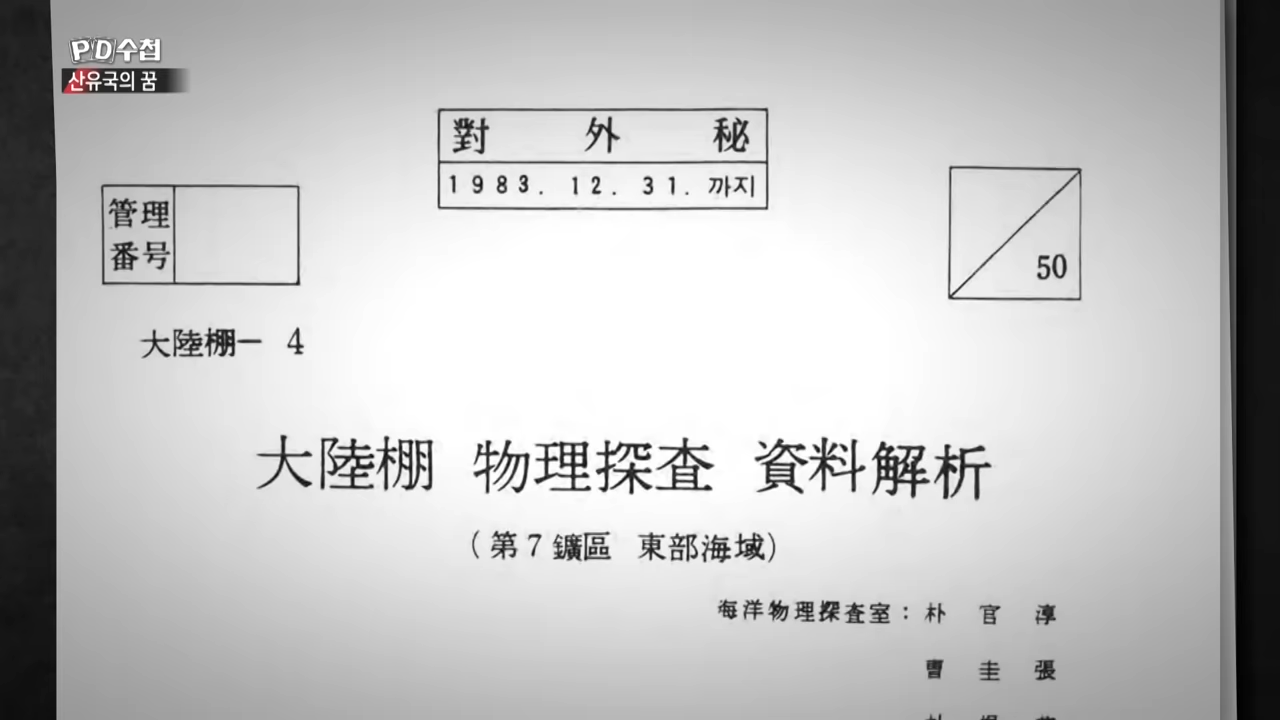 PD수첩
산유국의 꿈
對 外 秘
1983. 12. 31. 까지
管理
番号
50
大陸棚- 4
大陸棚 物理探査 資料解析
(第7鑛區 東部海域)
海洋物理探査室 : 朴 官 淳
曺 圭 張